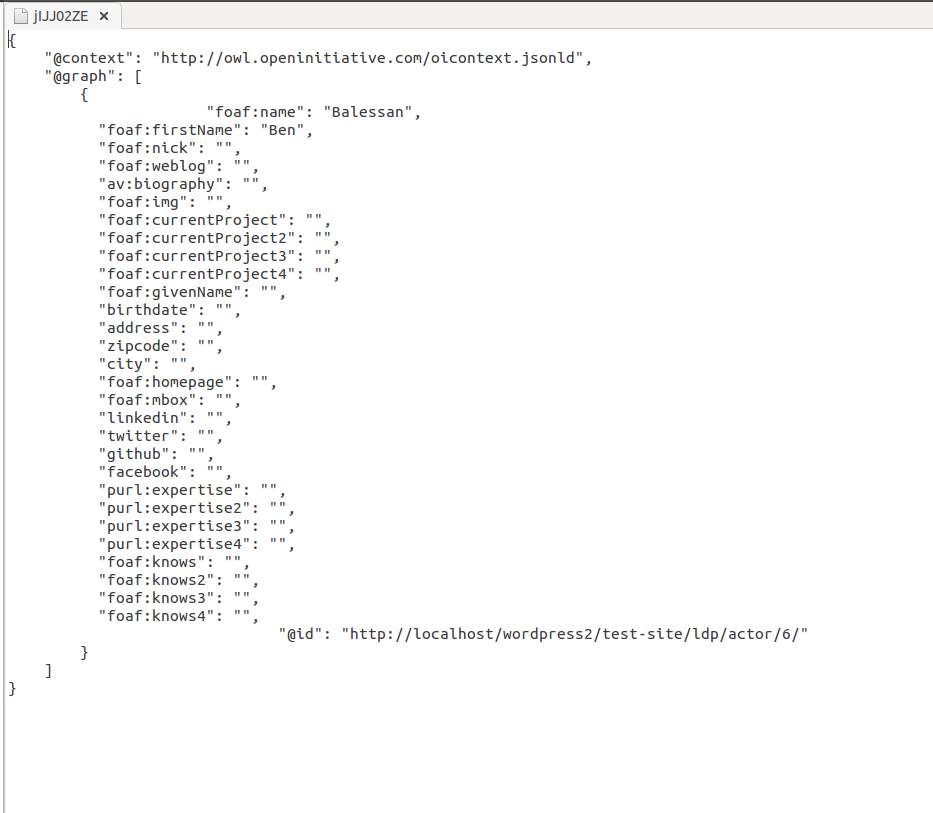 jIJJ02ZE ×
{
    "@context": "http://owl.openinitiative.com/oicontext.jsonld",
    "@graph": [
        {
                      "foaf:name": "Balessan",
          "foaf:firstName": "Ben",
          "foaf:nick": "",
          "foaf:weblog": "",
          "av:biography": "",
          "foaf:img": "",
          "foaf:currentProject": "",
          "foaf:currentProject2": "",
          "foaf:currentProject3": "",
          "foaf:currentProject4": "",
          "foaf:givenName": "",
          "birthdate": "",
          "address": "",
          "zipcode": "",
          "city": "",
          "foaf:homepage": "",
          "foaf:mbox": "",
          "linkedin": "",
          "twitter": "",
          "github": "",
          "facebook": "",
          "purl:expertise": "",
          "purl:expertise2": "",
          "purl:expertise3": "",
          "purl:expertise4": "",
          "foaf:knows": "",
          "foaf:knows2": "",
          "foaf:knows3": "",
          "foaf:knows4": "",
                              "@id": "http://localhost/wordpress2/test-site/ldp/actor/6/"
        }
    ]
}